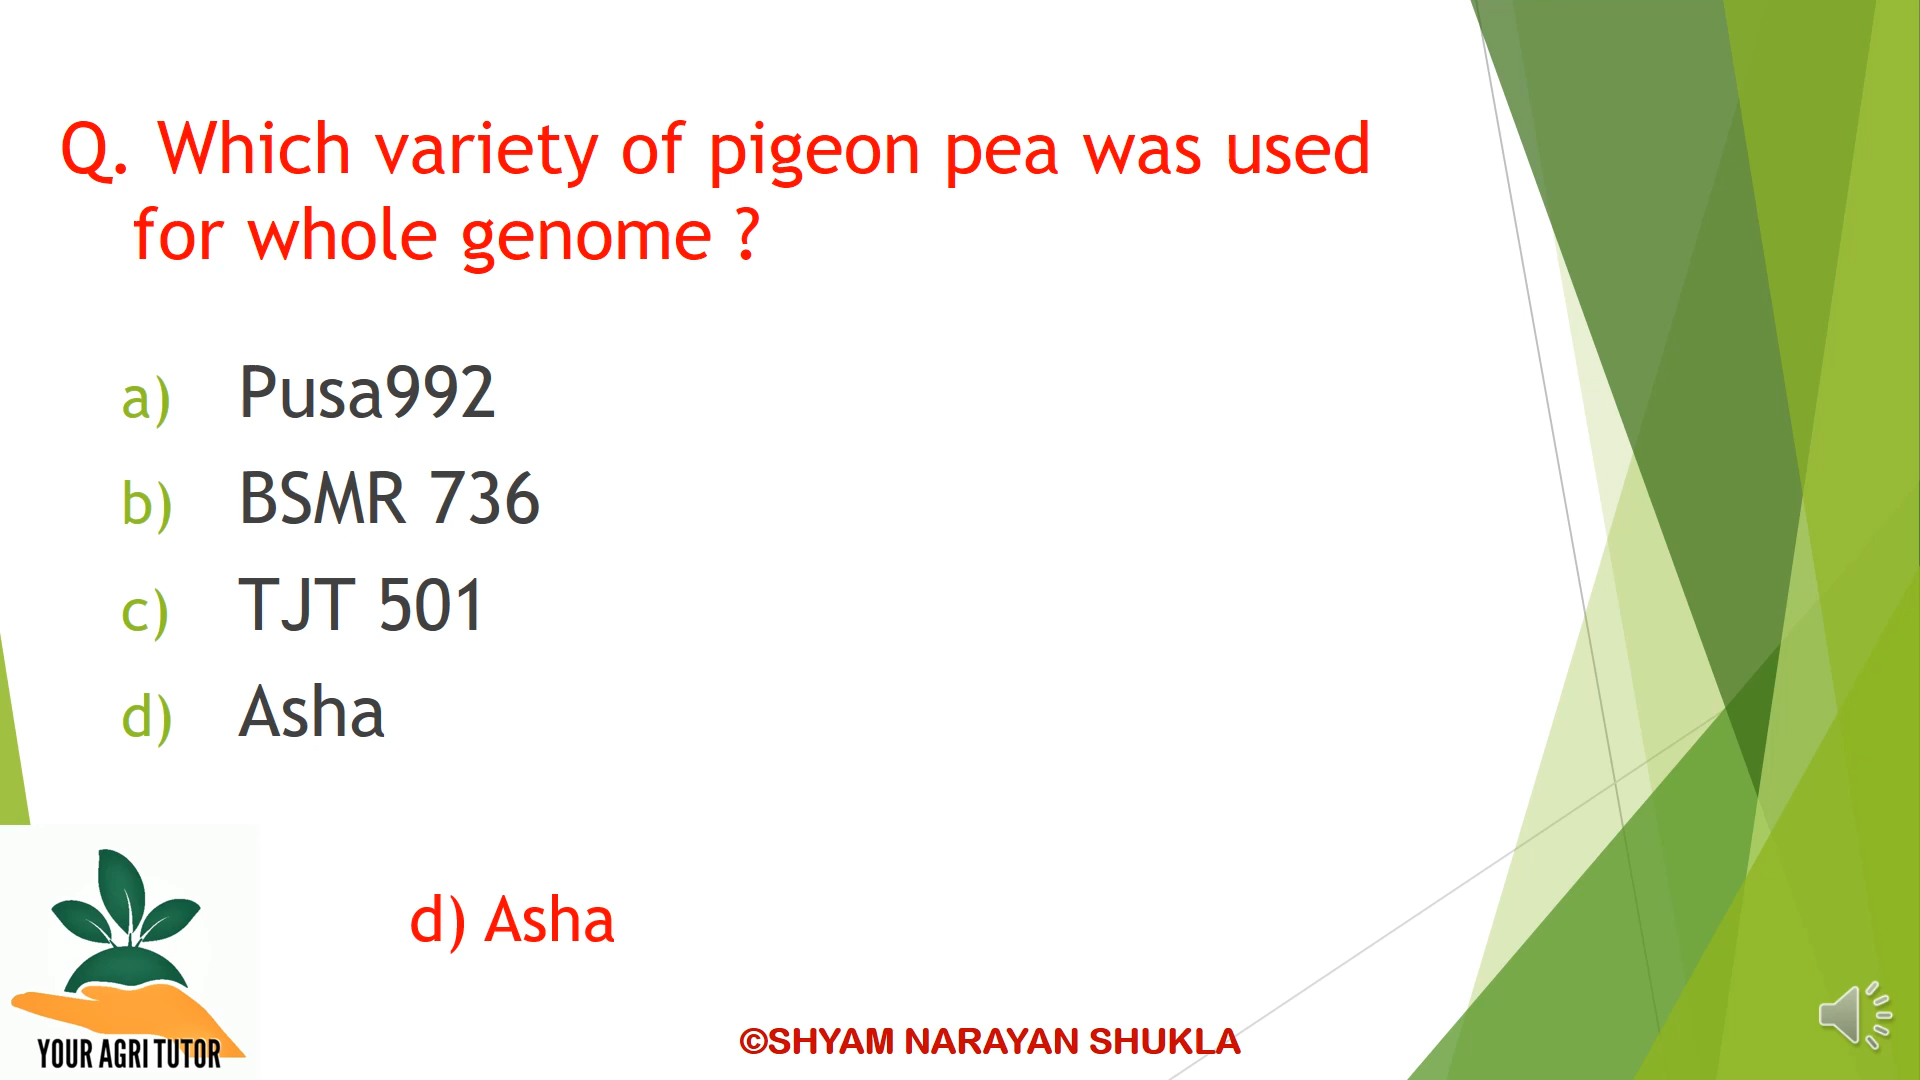 Q. Which variety of pigeon pea was used
for whole genome ?
a) Pusa992
b) BSMR 736
c) TJT 501
d) Asha
d) Asha
YOUR AGRI TUTOR
©SHYAM NARAYAN SHUKLA